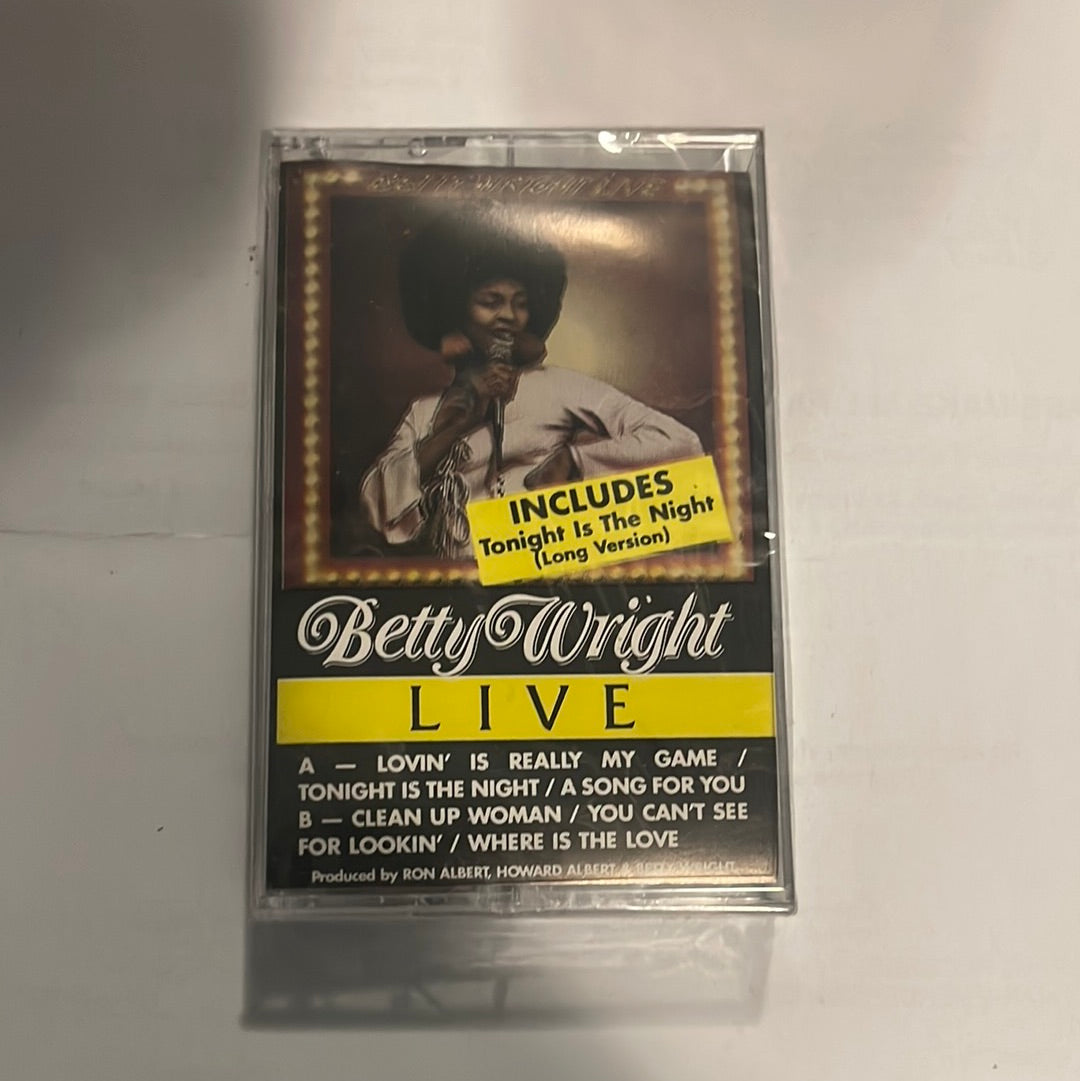 BETTY WRIGHT LIVE
INCLUDES
Tonight Is The Night
(Long Version)
Betty Wright
LIVE
A — LOVIN' IS REALLY MY GAME /
TONIGHT IS THE NIGHT / A SONG FOR YOU
B — CLEAN UP WOMAN / YOU CAN'T SEE
FOR LOOKIN' / WHERE IS THE LOVE
Produced by RON ALBERT, HOWARD ALBERT & BETTY WRIGHT